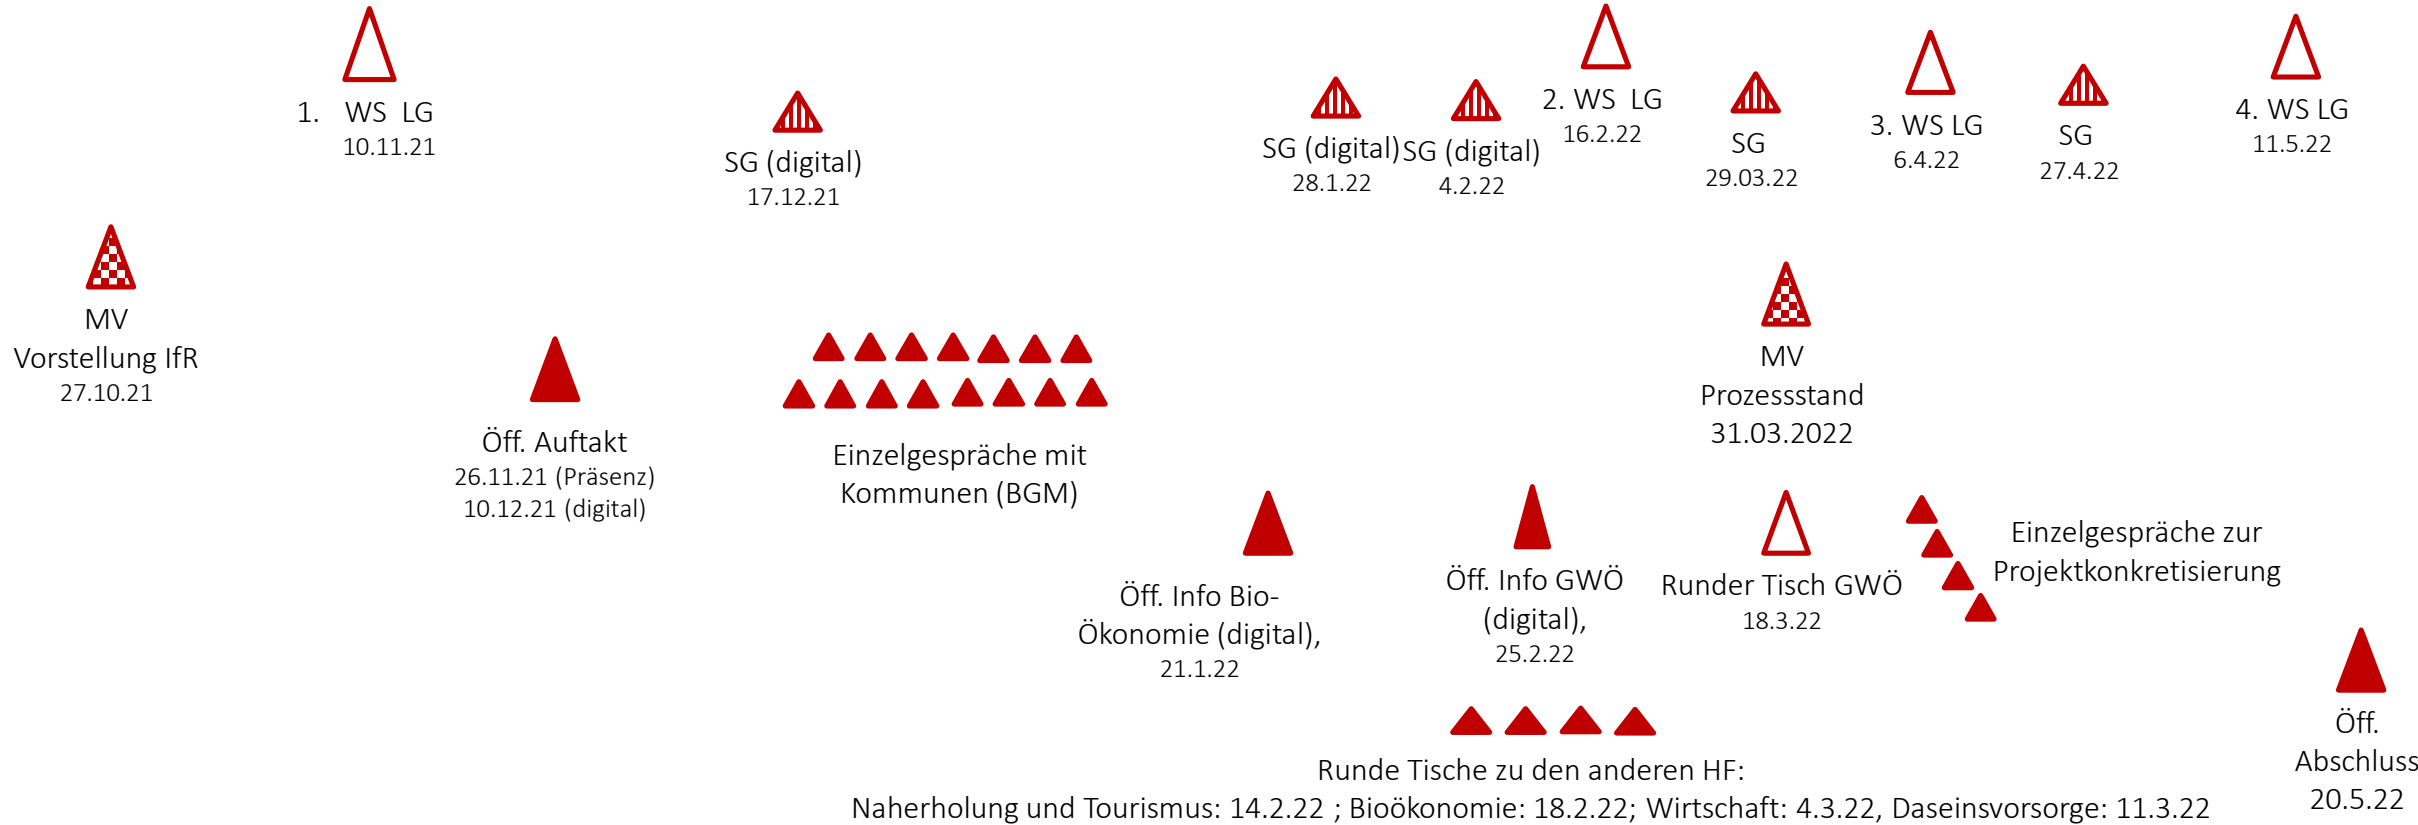 1. WS LG
10.11.21
SG (digital)
17.12.21
SG (digital)
28.1.22
SG (digital)
4.2.22
2. WS LG
16.2.22
SG
29.03.22
3. WS LG
6.4.22
SG
27.4.22
4. WS LG
11.5.22
MV
Vorstellung IfR
27.10.21
Öff. Auftakt
26.11.21 (Präsenz)
10.12.21 (digital)
Einzelgespräche mit
Kommunen (BGM)
MV
Prozessstand
31.03.2022
Öff. Info Bio-
Ökonomie (digital),
21.1.22
Öff. Info GWÖ
(digital),
25.2.22
Runder Tisch GWÖ
18.3.22
Einzelgespräche zur
Projektkonkretisierung
Runde Tische zu den anderen HF:
Naherholung und Tourismus: 14.2.22 ; Bioökonomie: 18.2.22; Wirtschaft: 4.3.22, Daseinsvorsorge: 11.3.22
Öff.
Abschluss
20.5.22